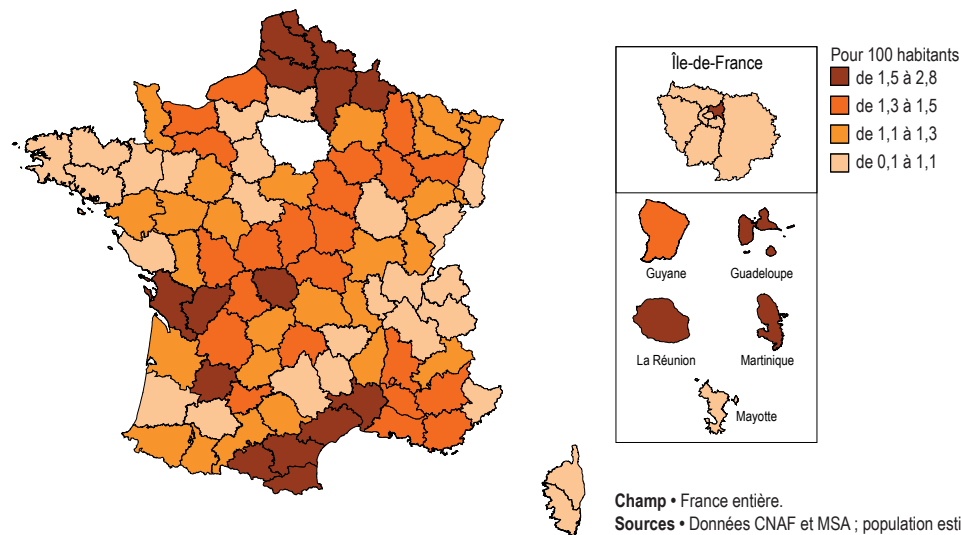 Île-de-France
Pour 100 habitants
de 1,5 à 2,8
de 1,3 à 1,5
de 1,1 à 1,3
de 0,1 à 1,1
Guyane
Guadeloupe
La Réunion
Martinique
Mayotte
Champ • France entière.
Sources • Données CNAF et MSA ; population esti